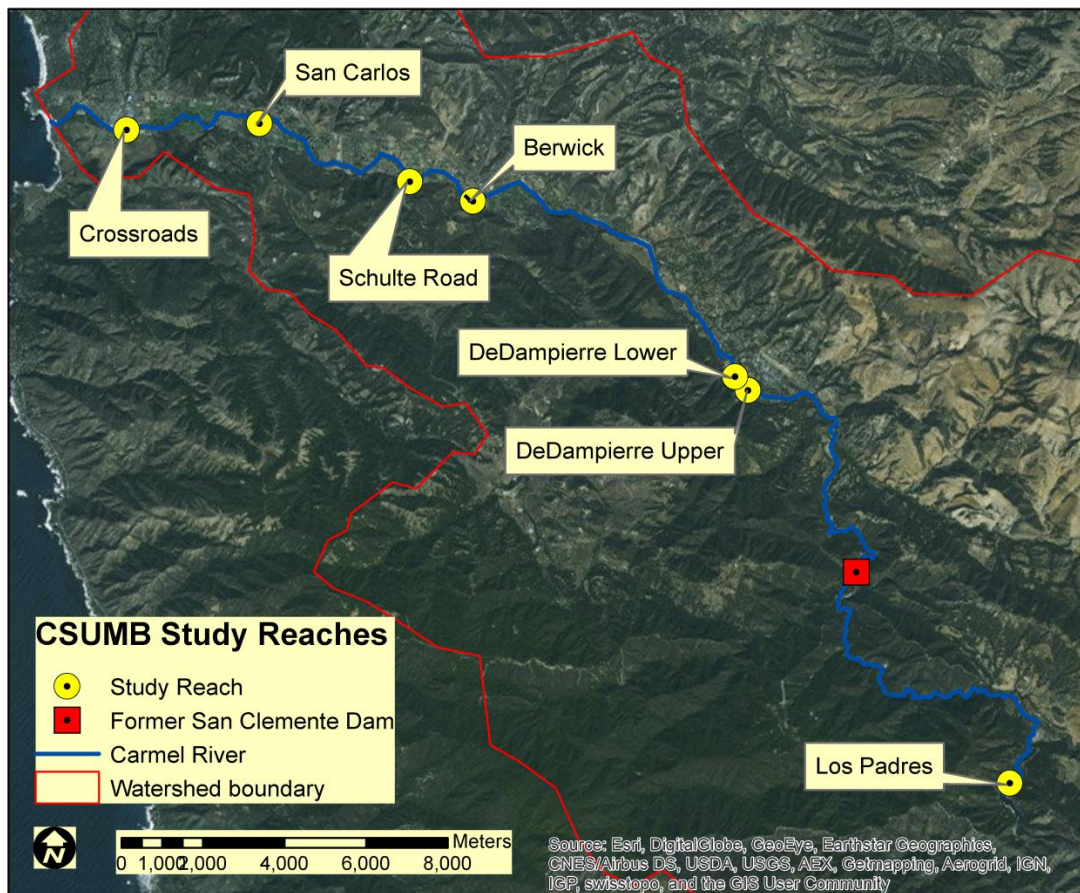 San Carlos
Berwick
Crossroads
Schulte Road
DeDampierre Lower
DeDampierre Upper
Los Padres
CSUMB Study Reaches
Study Reach
Former San Clemente Dam
Carmel River
Watershed boundary
N
Meters
0 1,000 2,000 4,000 6,000 8,000
Source: Esri, DigitalGlobe, GeoEye, Earthstar Geographics,
CNES/Airbus DS, USDA, USGS, AEX, Getmapping, Aerogrid, IGN,
IGP, swisstopo, and the GIS User Community